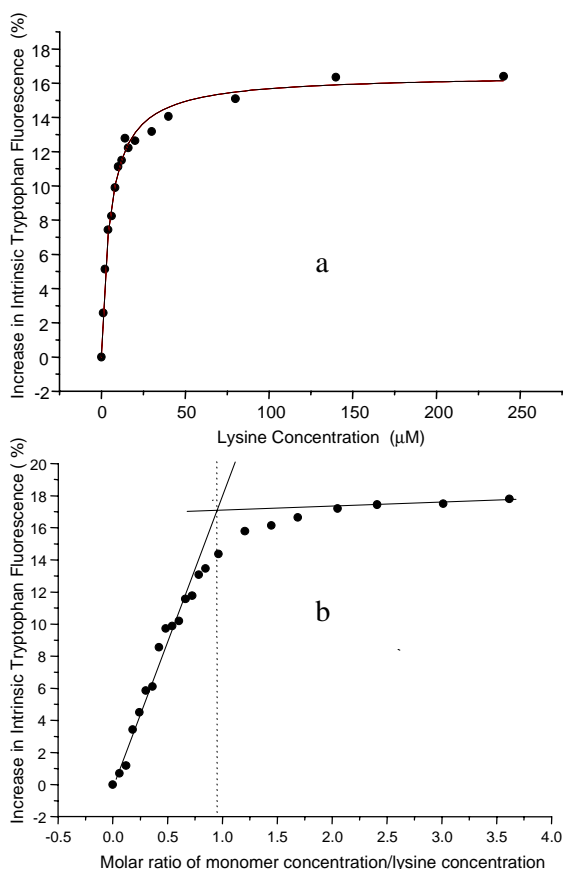 Increase in Intrinsic Tryptophan Fluorescence (%)
18
16
14
12
10
8
6
4
2
0
-2
a
0 50 100 150 200 250
Lysine Concentration (μM)
Increase in Intrinsic Tryptophan Fluorescence ( %)
20
18
16
14
12
10
8
6
4
2
0
-2
b
-0.5 0.0 0.5 1.0 1.5 2.0 2.5 3.0 3.5 4.0
Molar ratio of monomer concentration/lysine concentration